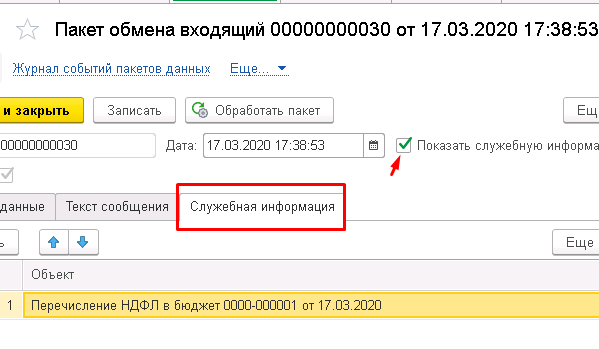 Пакет обмена входящий 00000000030 от 17.03.2020 17:38:53
Журнал событий пакетов данных Еще...
и закрыть Записать Обработать пакет Ещ
00000000030 Дата: 17.03.2020 17:38:53 Показать служебную информа
данные Текст сообщения Служебная информация
ь Еще
Объект
1 Перечисление НДФЛ в бюджет 0000-000001 от 17.03.2020